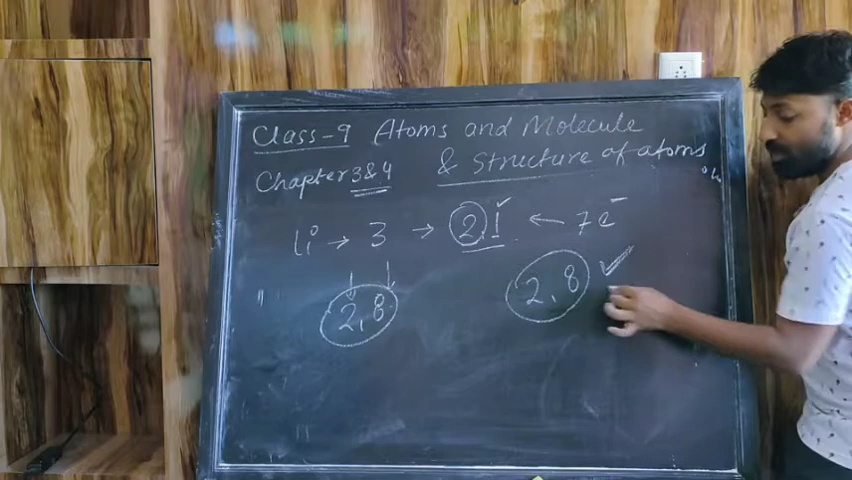 Class-9 Atoms and Molecule
Chapter 3&4 & Structure of atoms
Li → 3 → 2,1 ← 7e⁻
2,8 2,8 ✓